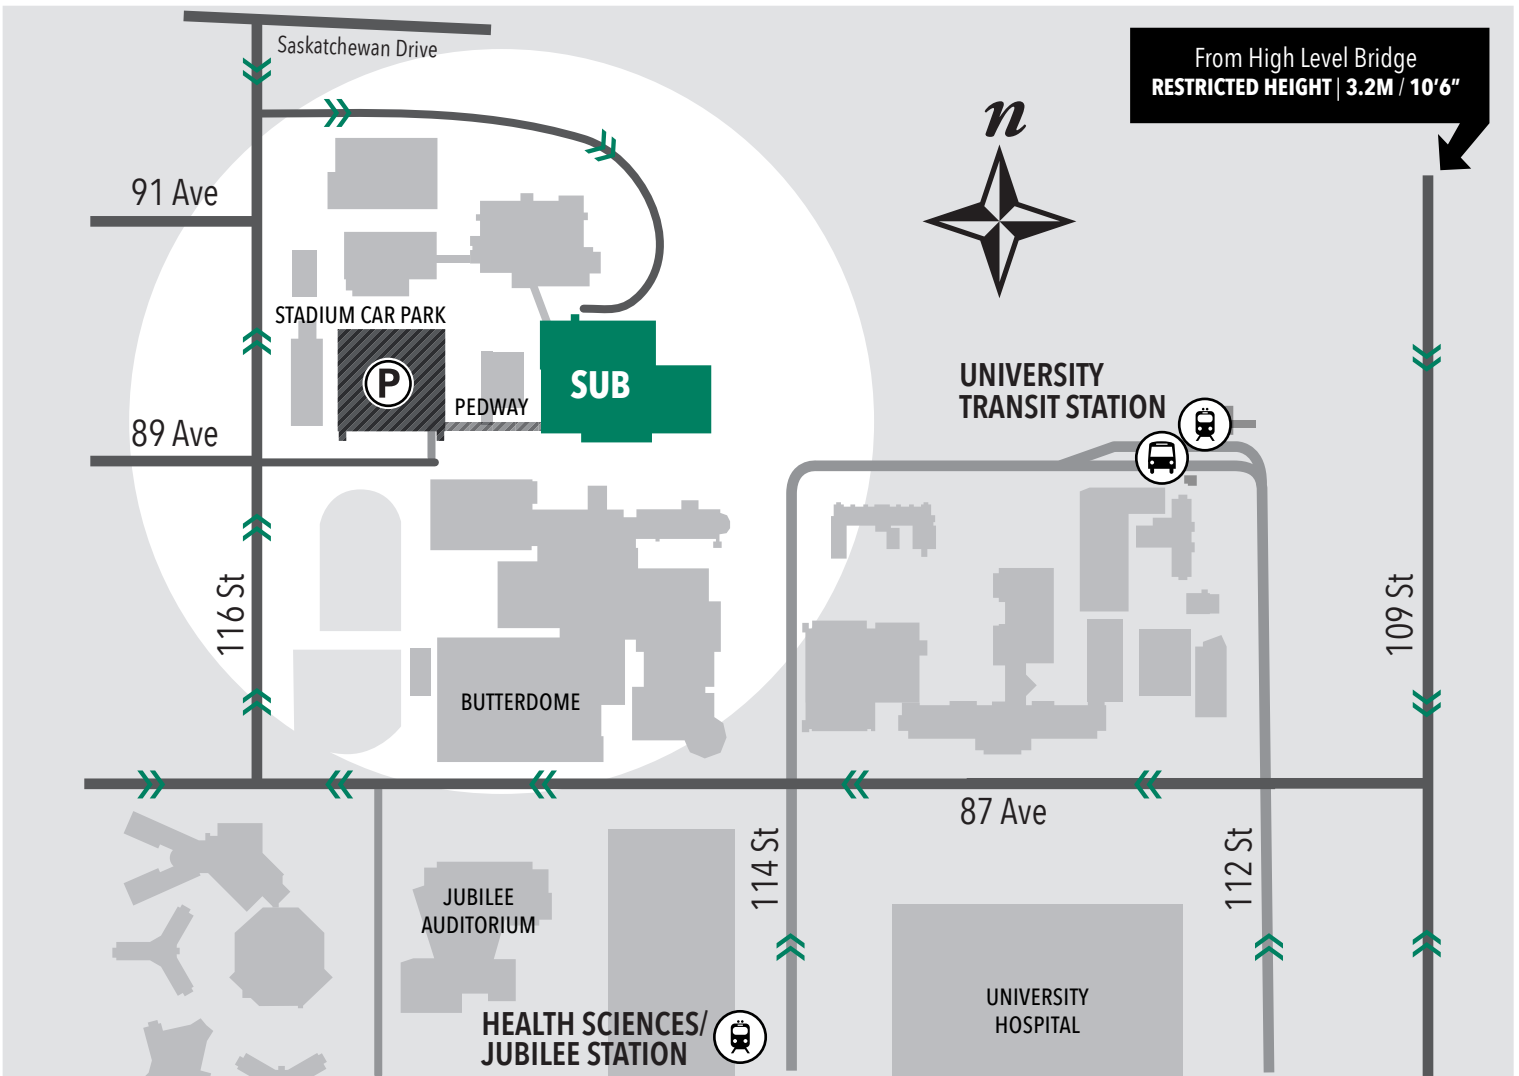 Saskatchewan Drive
From High Level Bridge
RESTRICTED HEIGHT | 3.2M / 10'6"
n
91 Ave
STADIUM CAR PARK
P
SUB
PEDWAY
UNIVERSITY
TRANSIT STATION
89 Ave
116 St
109 St
BUTTERDOME
87 Ave
114 St
112 St
JUBILEE
AUDITORIUM
UNIVERSITY
HOSPITAL
HEALTH SCIENCES/
JUBILEE STATION